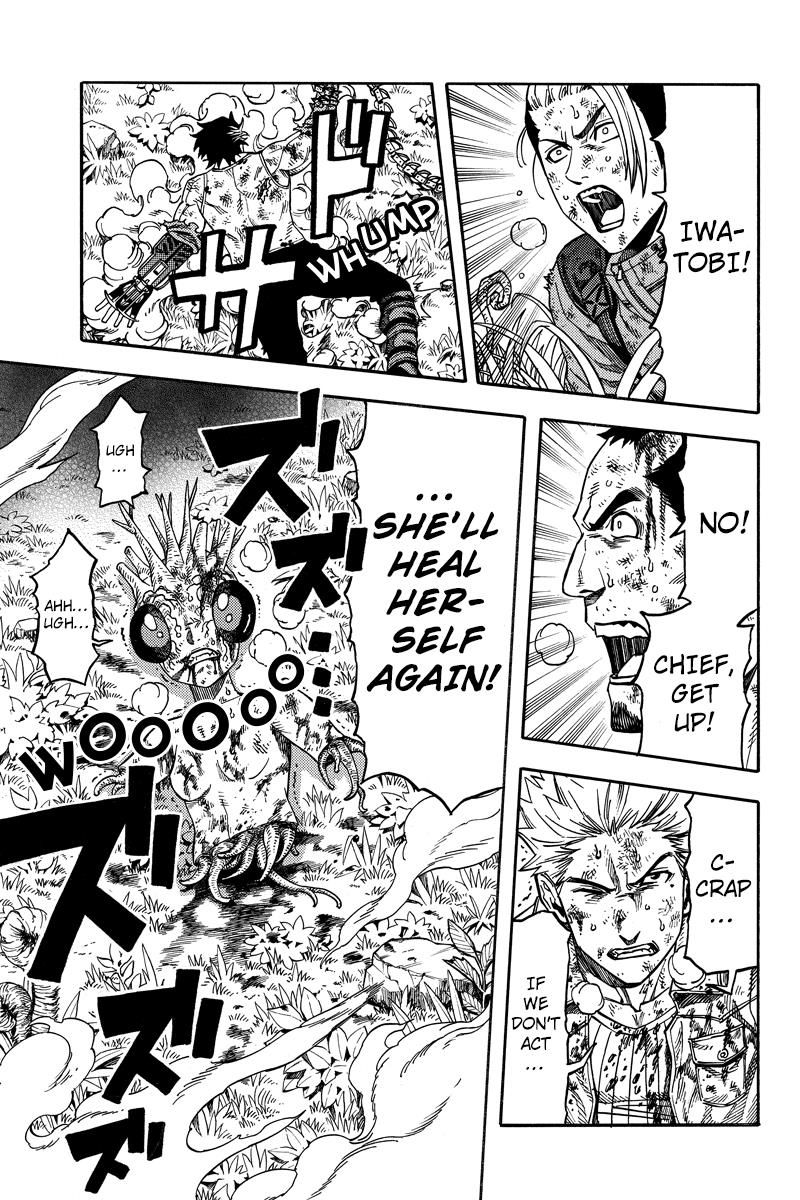 IWA-
TOBI!
ドサ
WHUMP
NO!
CHIEF,
GET
UP!
C-
CRAP
...
IF WE
DON'T
ACT
...
...
SHE'LL
HEAL
HER-
SELF
AGAIN!
ズズ...
UGH
...
AHH...
UGH...
WOOOOOO
ズズズ